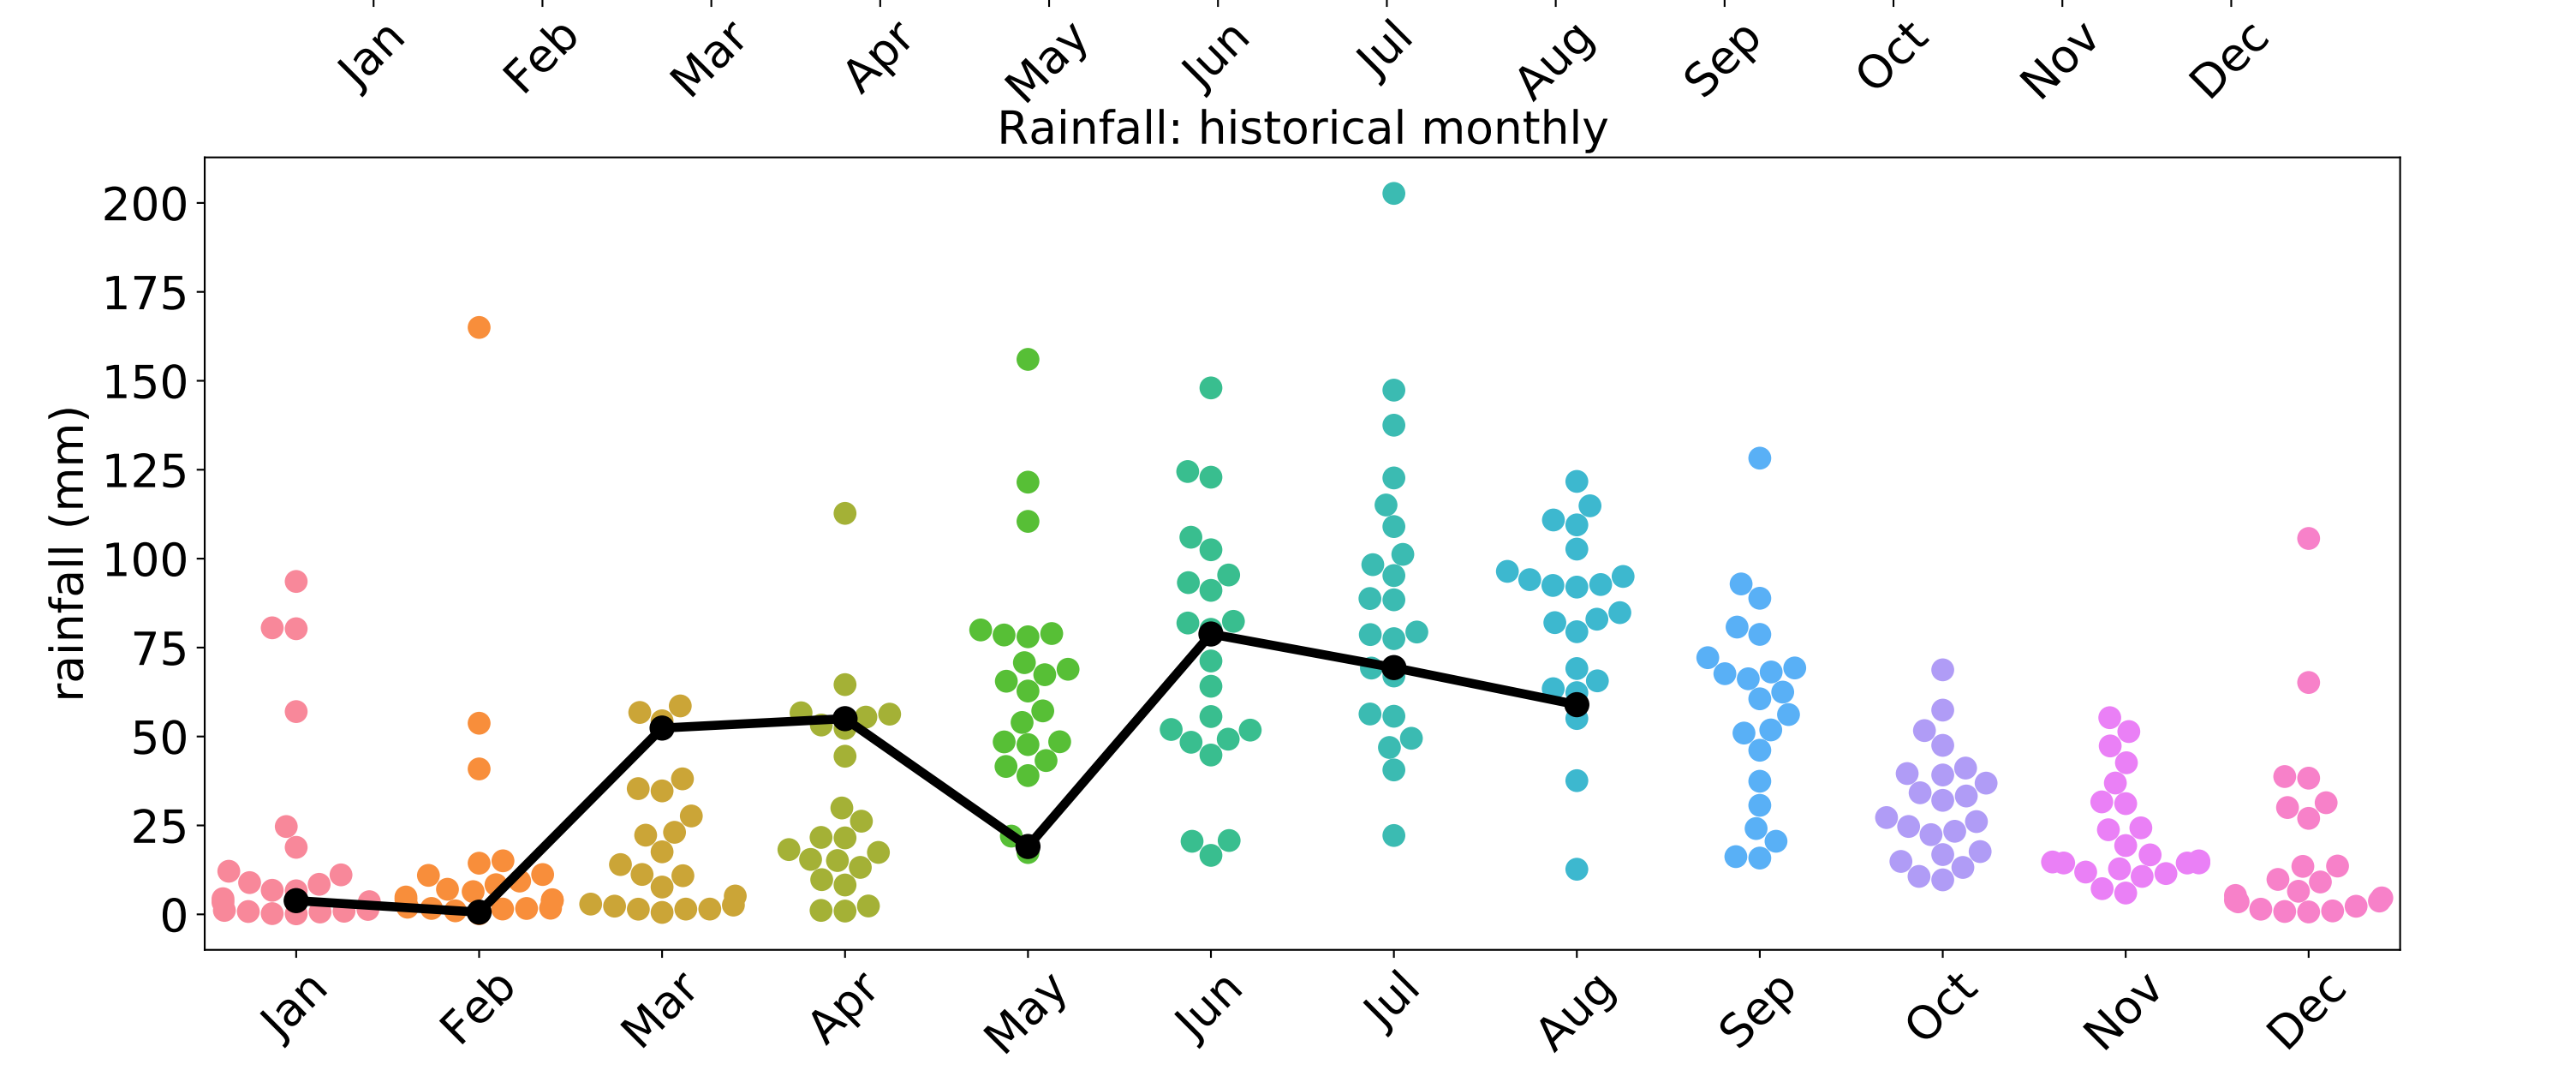 Jan Feb Mar Apr May Jun Jul Aug Sep Oct Nov Dec
Rainfall: historical monthly
rainfall (mm)
200
175
150
125
100
75
50
25
0
Jan Feb Mar Apr May Jun Jul Aug Sep Oct Nov Dec